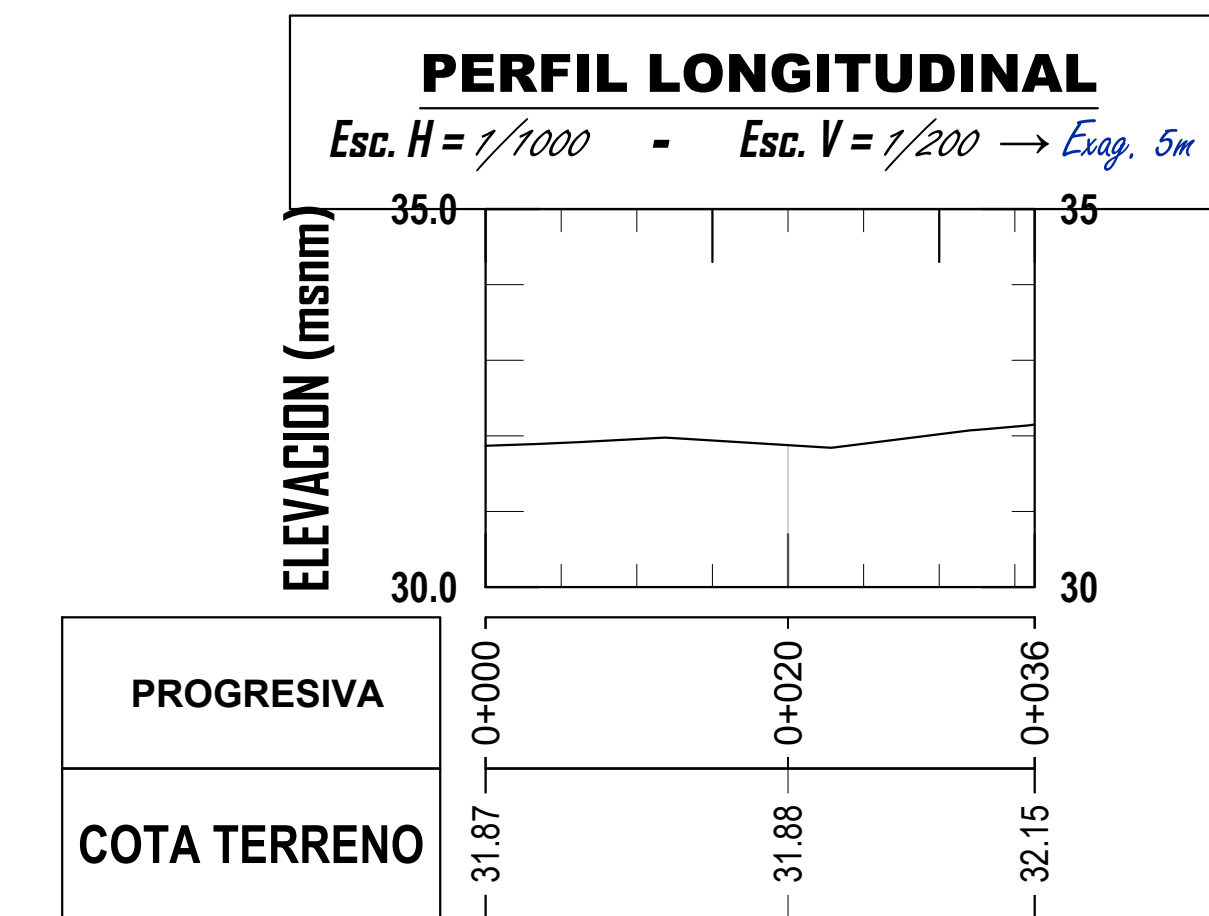 PERFIL LONGITUDINAL
Esc. H = 1/1000 - Esc. V = 1/200 → Exag. 5m
35.0 35
ELEVACION (msnm)
30.0 30
PROGRESIVA 0+000 0+020 0+036
COTA TERRENO 31.87 31.88 32.15